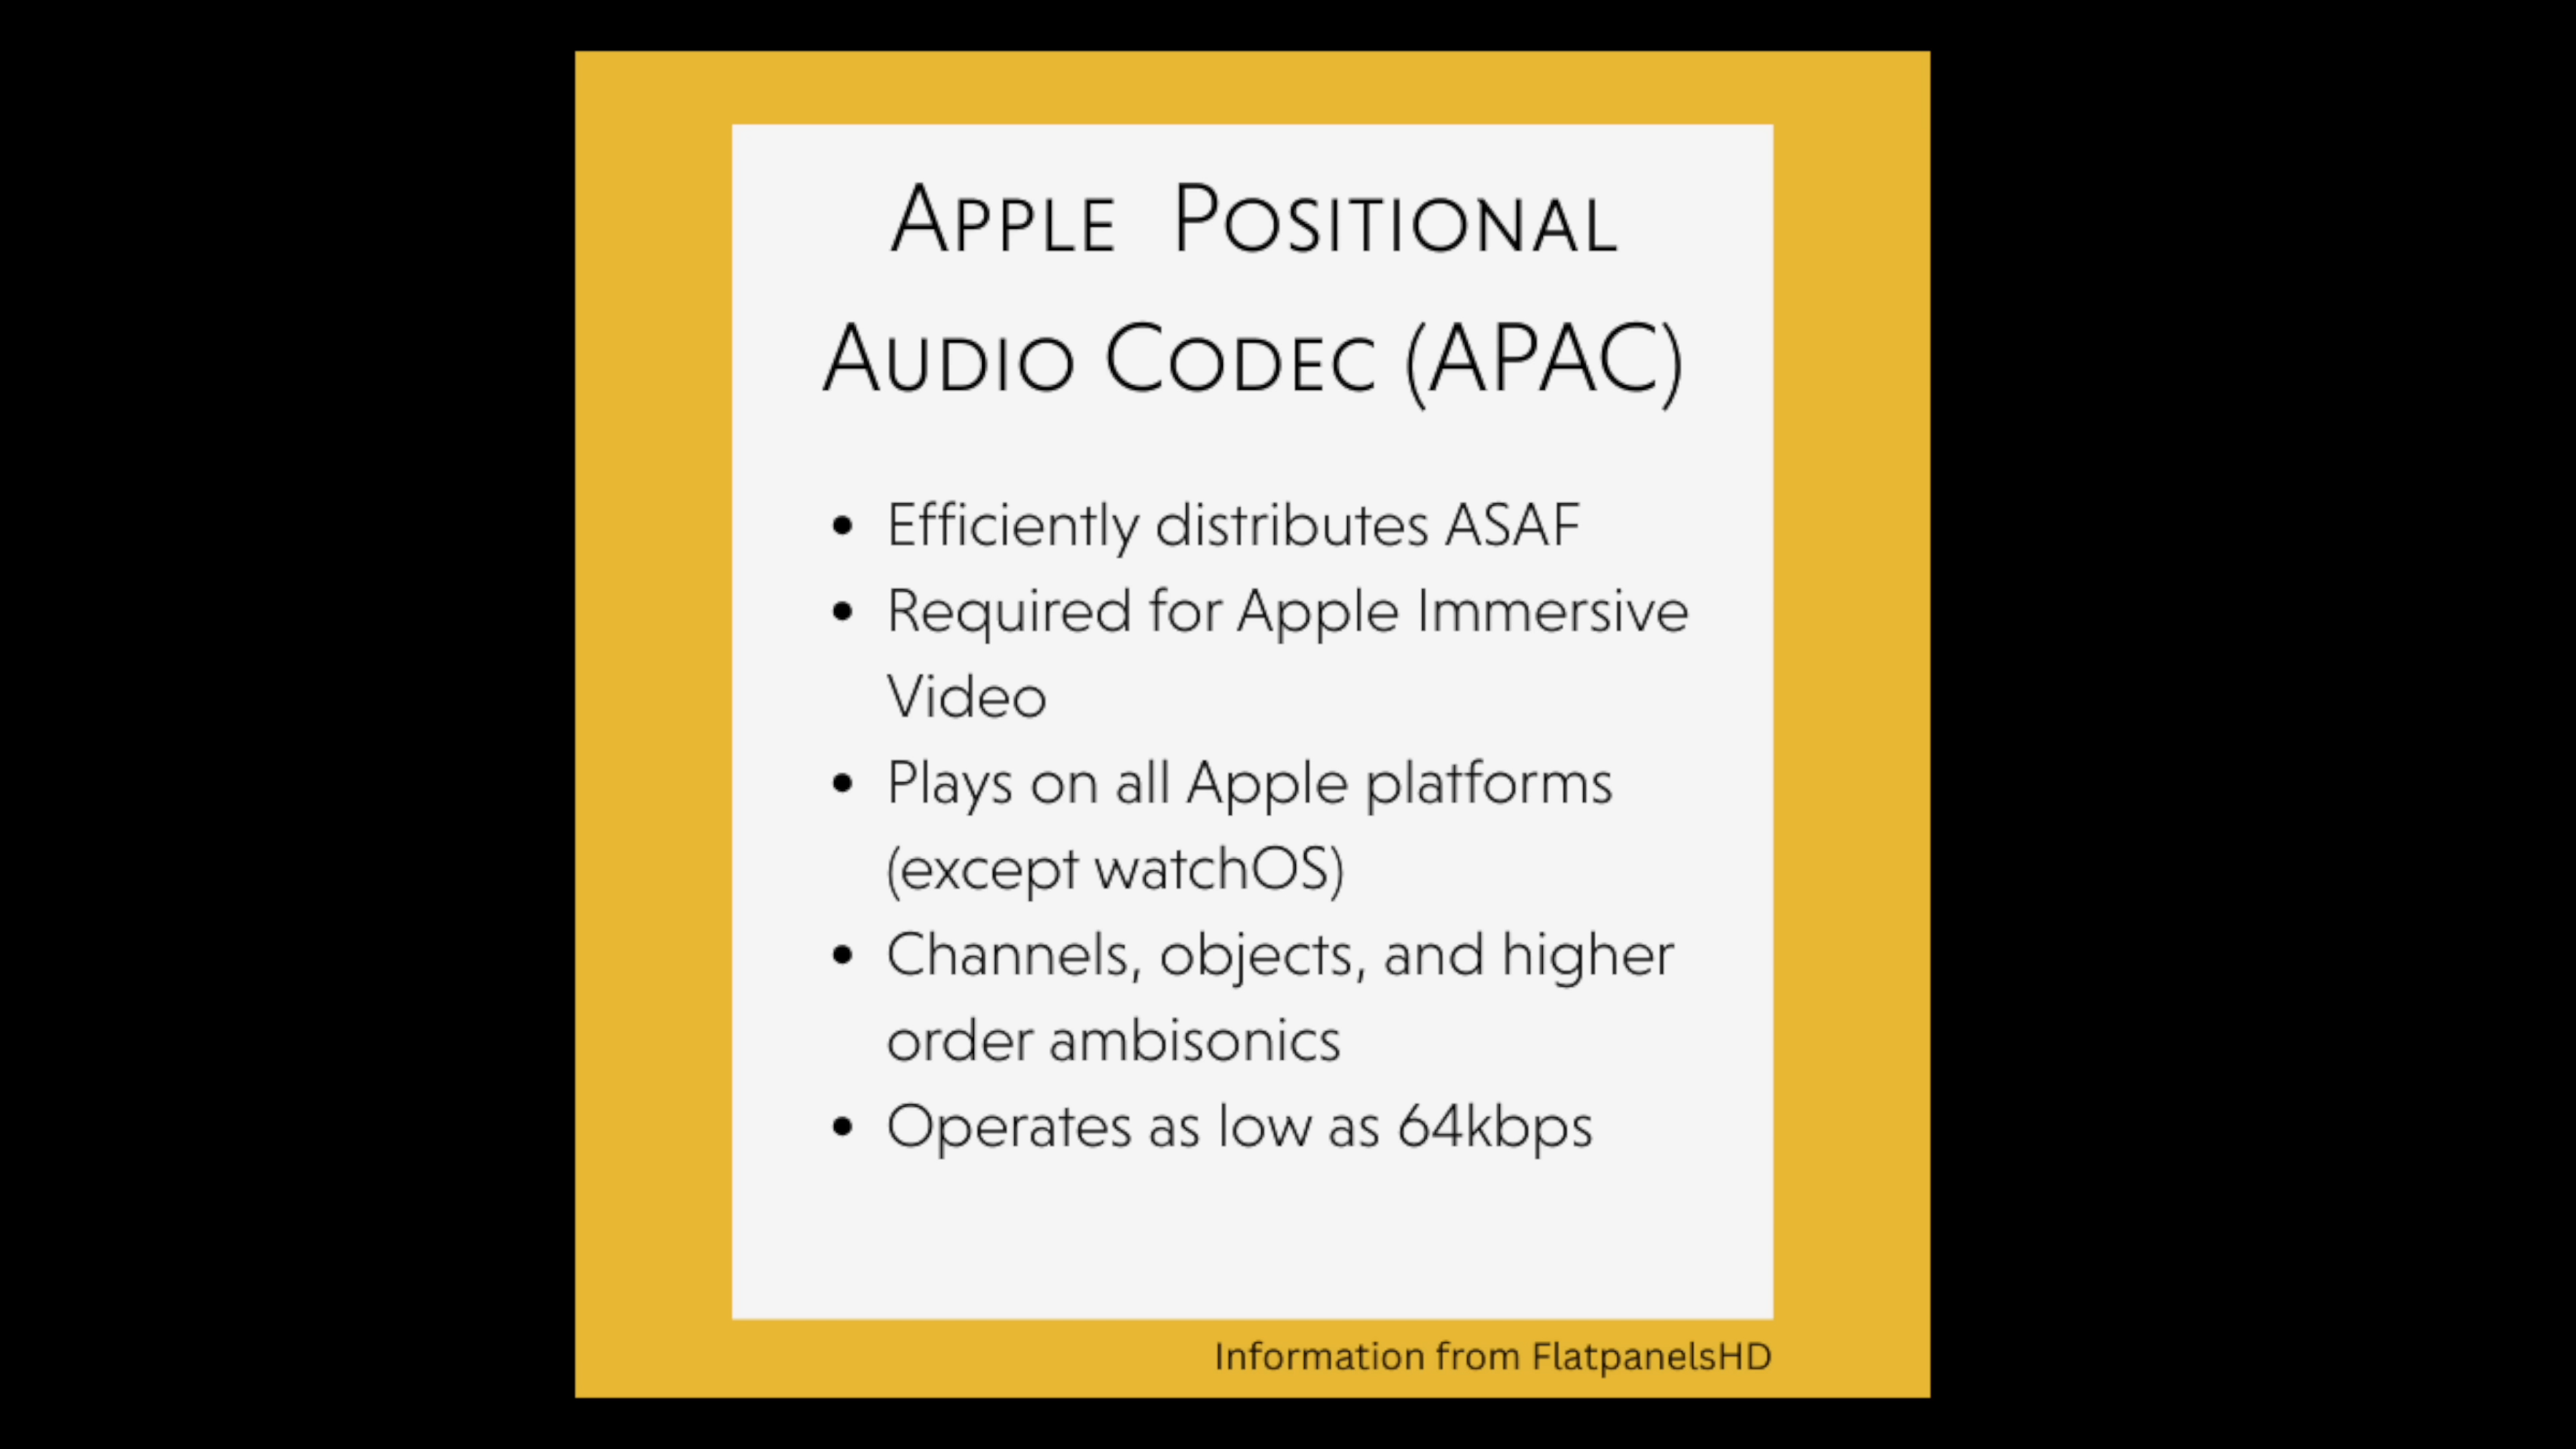 Apple Positional
Audio Codec (APAC)
• Efficiently distributes ASAF
• Required for Apple Immersive
Video
• Plays on all Apple platforms
(except watchOS)
• Channels, objects, and higher
order ambisonics
• Operates as low as 64kbps
Information from FlatpanelsHD